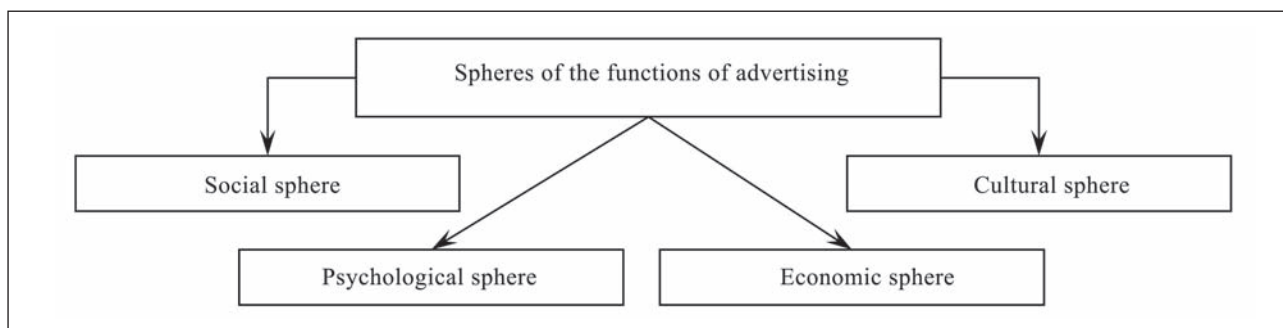 Spheres of the functions of advertising
Social sphere
Cultural sphere
Psychological sphere
Economic sphere